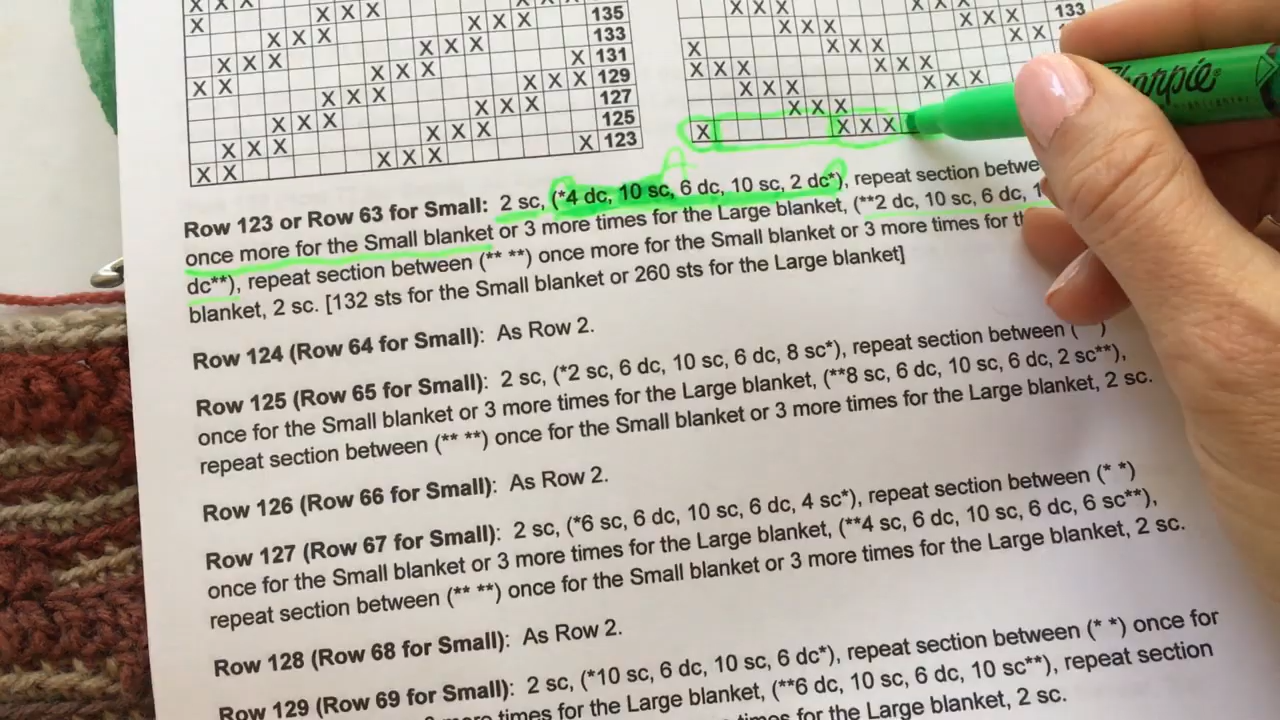 135
133
131
129
127
125
123
133
Sharpie
Row 123 or Row 63 for Small: 2 sc, (*4 dc, 10 sc, 6 dc, 10 sc, 2 dc*), repeat section betwe
once more for the Small blanket or 3 more times for the Large blanket, (**2 dc, 10 sc, 6 dc, 1
dc**), repeat section between (** **) once more for the Small blanket or 3 more times for th
blanket, 2 sc. [132 sts for the Small blanket or 260 sts for the Large blanket]
Row 124 (Row 64 for Small): As Row 2.
Row 125 (Row 65 for Small): 2 sc, (*2 sc, 6 dc, 10 sc, 6 dc, 8 sc*), repeat section between (
once for the Small blanket or 3 more times for the Large blanket, (**8 sc, 6 dc, 10 sc, 6 dc, 2 sc**),
repeat section between (** **) once for the Small blanket or 3 more times for the Large blanket, 2 sc.
Row 126 (Row 66 for Small): As Row 2.
Row 127 (Row 67 for Small): 2 sc, (*6 sc, 6 dc, 10 sc, 6 dc, 4 sc*), repeat section between (* *)
once for the Small blanket or 3 more times for the Large blanket, (**4 sc, 6 dc, 10 sc, 6 dc, 6 sc**),
repeat section between (** **) once for the Small blanket or 3 more times for the Large blanket, 2 sc.
Row 128 (Row 68 for Small): As Row 2.
Row 129 (Row 69 for Small): 2 sc, (*10 sc, 6 dc, 10 sc, 6 dc*), repeat section between (* *) once for
more times for the Large blanket, (**6 dc, 10 sc, 6 dc, 10 sc**), repeat section
times for the Large blanket, 2 sc.